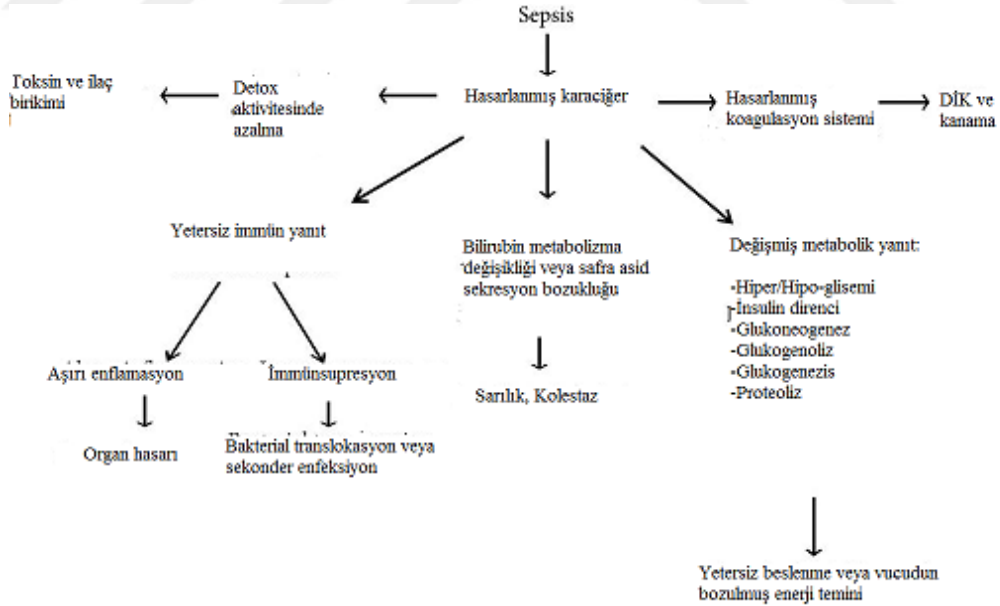 Sepsis
Toksin ve ilaç
birikimi
Detox
aktivitesinde
azalma
Hasarlanmış karaciğer
Hasarlanmış
koagulasyon sistemi
DİK ve
kanama
Yetersiz immün yanıt
Bilirubin metabolizma
değişikliği veya safra asid
sekresyon bozukluğu
Değişmiş metabolik yanıt:
-Hiper/Hipo-glisemi
-İnsulin direnci
-Glukoneogenez
-Glukogenoliz
-Glukogenezis
-Proteoliz
Aşırı enflamasyon
İmmünsupresyon
Sarılık, Kolestaz
Organ hasarı
Bakterial translokasyon veya
sekonder enfeksiyon
Yetersiz beslenme veya vucudun
bozulmuş enerji temini